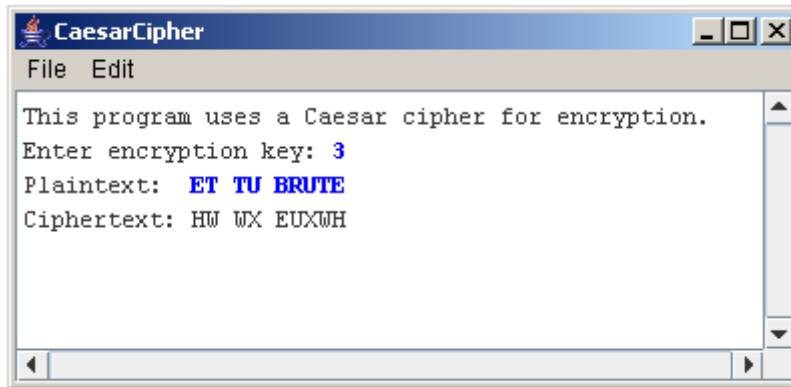 CaesarCipher
File Edit
This program uses a Caesar cipher for encryption.
Enter encryption key: 3
Plaintext: ET TU BRUTE
Ciphertext: HW WX EUXWH